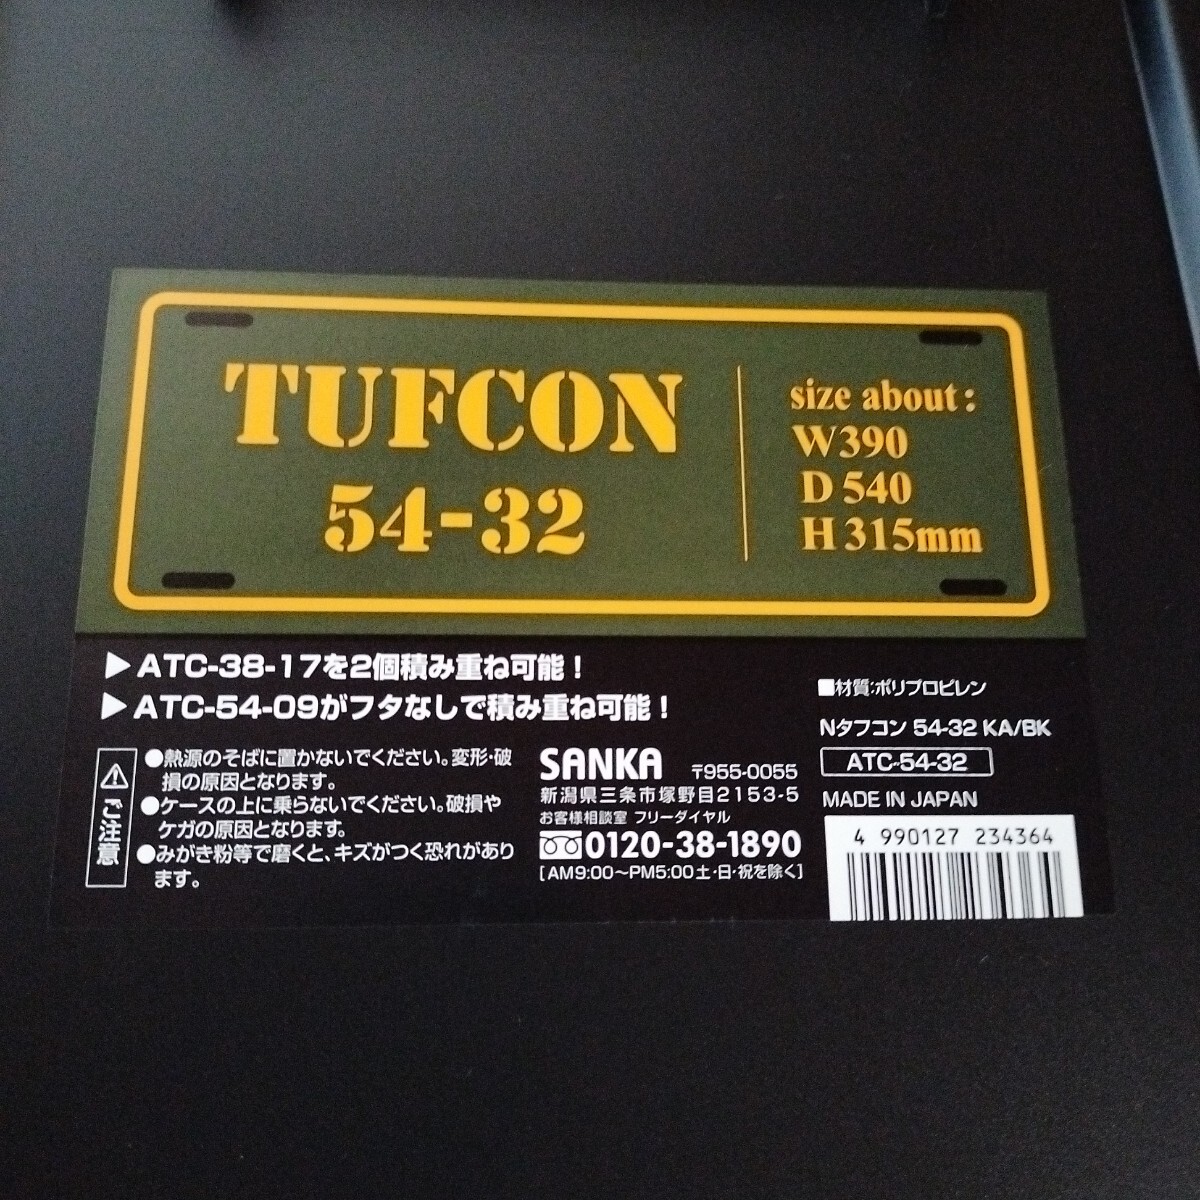 TUFCON
54-32
size about:
W390
D 540
H 315mm
▶ATC-38-17を2個積み重ね可能!
▶ATC-54-09がフタなしで積み重ね可能!
ご注意
●熱源のそばに置かないでください。変形・破
損の原因となります。
●ケースの上に乗らないでください。破損や
ケガの原因となります。
●みがき粉等で磨くと、キズがつく恐れがあり
ます。
SANKA 〒955-0055
新潟県三条市塚野目2153-5
お客様相談室 フリーダイヤル
0120-38-1890
[AM9:00～PM5:00土・日・祝を除く]
■材質:ポリプロピレン
Nタフコン 54-32 KA/BK
ATC-54-32
MADE IN JAPAN
4 990127 234364